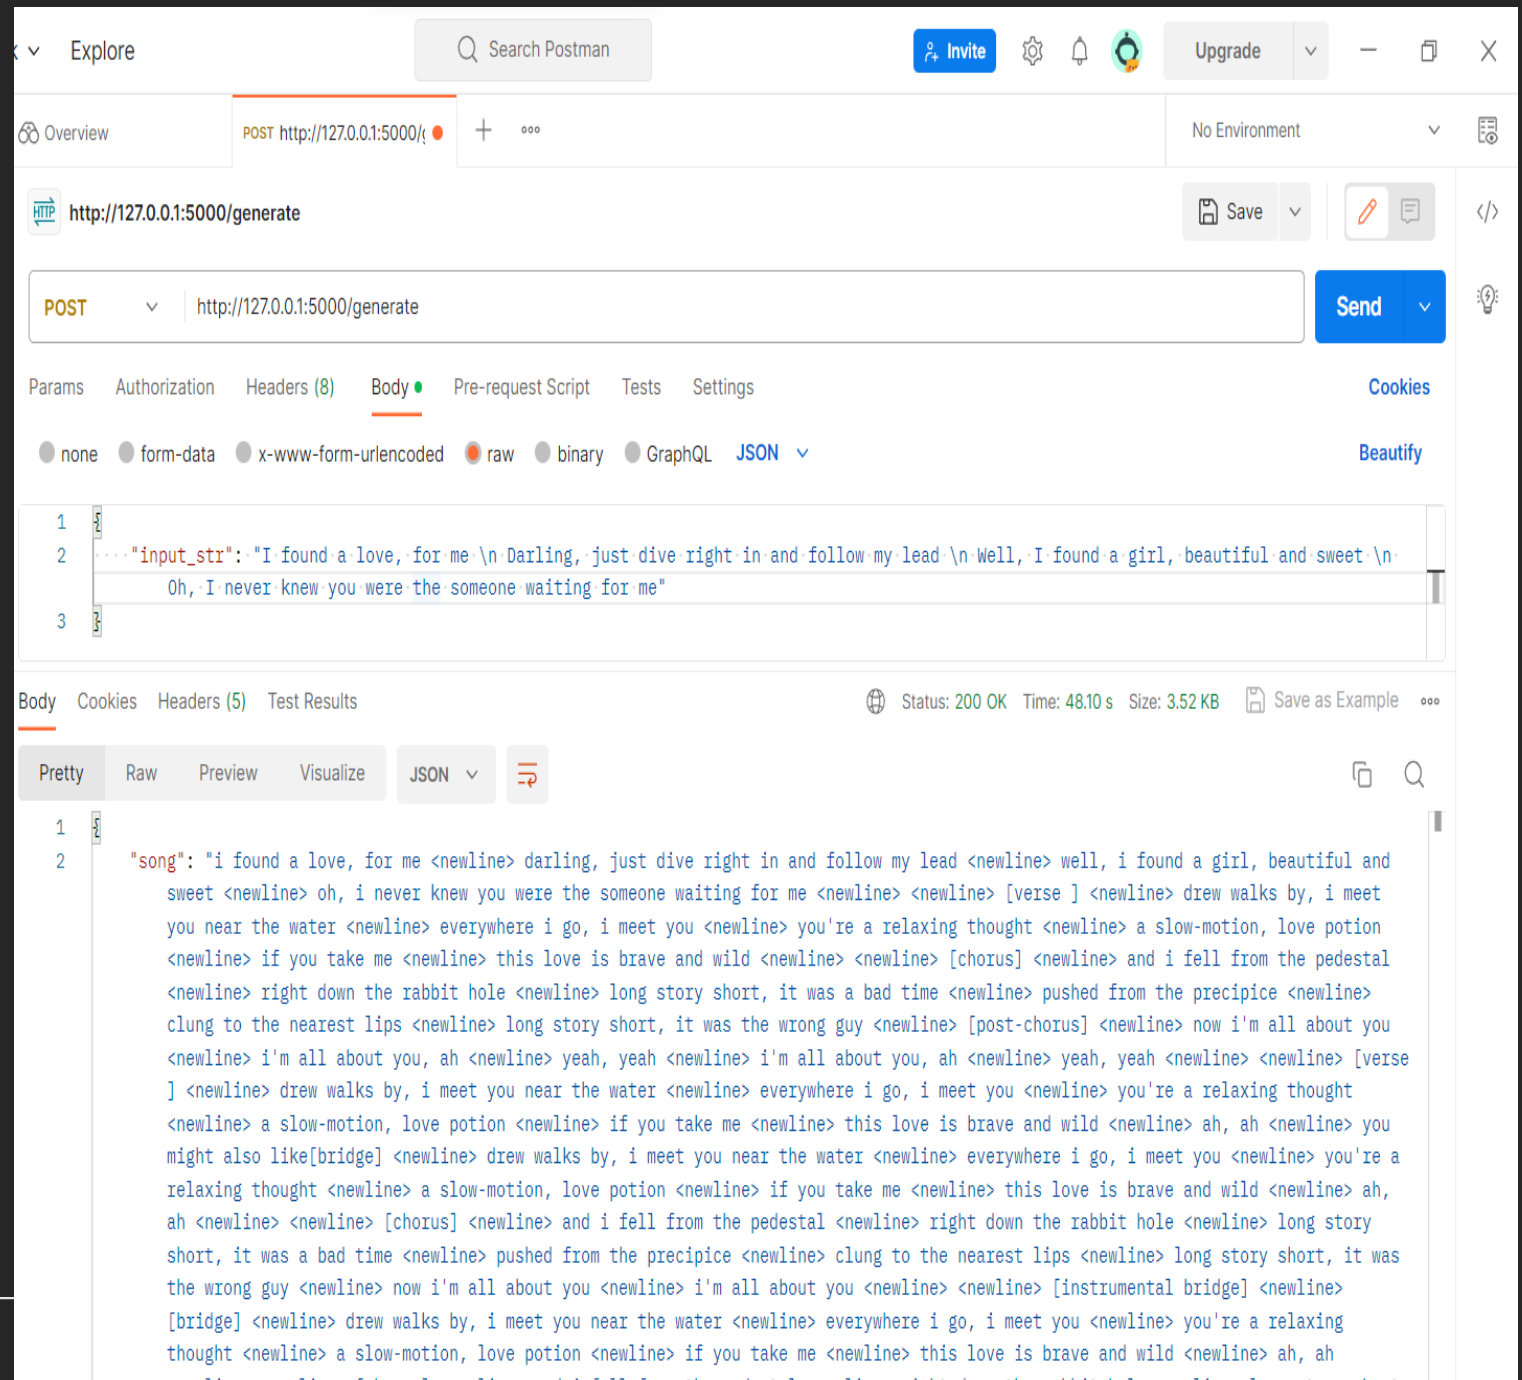 Explore
Search Postman
Invite
Upgrade
Overview
POST http://127.0.0.1:5000/
No Environment
HTTP http://127.0.0.1:5000/generate
Save
POST
http://127.0.0.1:5000/generate
Send
Params Authorization Headers (8) Body Pre-request Script Tests Settings
Cookies
none form-data x-www-form-urlencoded raw binary GraphQL JSON
Beautify
1 {
2 "input_str": "I found a love, for me \n Darling, just dive right in and follow my lead \n Well, I found a girl, beautiful and sweet \n
Oh, I never knew you were the someone waiting for me"
3 }
Body Cookies Headers (5) Test Results
Status: 200 OK Time: 48.10 s Size: 3.52 KB
Save as Example
Pretty Raw Preview Visualize JSON
1 {
2 "song": "i found a love, for me <newline> darling, just dive right in and follow my lead <newline> well, i found a girl, beautiful and
sweet <newline> oh, i never knew you were the someone waiting for me <newline> <newline> [verse ] <newline> drew walks by, i meet
you near the water <newline> everywhere i go, i meet you <newline> you're a relaxing thought <newline> a slow-motion, love potion
<newline> if you take me <newline> this love is brave and wild <newline> <newline> [chorus] <newline> and i fell from the pedestal
<newline> right down the rabbit hole <newline> long story short, it was a bad time <newline> pushed from the precipice <newline>
clung to the nearest lips <newline> long story short, it was the wrong guy <newline> [post-chorus] <newline> now i'm all about you
<newline> i'm all about you, ah <newline> yeah, yeah <newline> i'm all about you, ah <newline> yeah, yeah <newline> <newline> [verse
] <newline> drew walks by, i meet you near the water <newline> everywhere i go, i meet you <newline> you're a relaxing thought
<newline> a slow-motion, love potion <newline> if you take me <newline> this love is brave and wild <newline> ah, ah <newline> you
might also like[bridge] <newline> drew walks by, i meet you near the water <newline> everywhere i go, i meet you <newline> you're a
relaxing thought <newline> a slow-motion, love potion <newline> if you take me <newline> this love is brave and wild <newline> ah,
ah <newline> <newline> [chorus] <newline> and i fell from the pedestal <newline> right down the rabbit hole <newline> long story
short, it was a bad time <newline> pushed from the precipice <newline> clung to the nearest lips <newline> long story short, it was
the wrong guy <newline> now i'm all about you <newline> i'm all about you <newline> <newline> [instrumental bridge] <newline>
[bridge] <newline> drew walks by, i meet you near the water <newline> everywhere i go, i meet you <newline> you're a relaxing
thought <newline> a slow-motion, love potion <newline> if you take me <newline> this love is brave and wild <newline> ah, ah